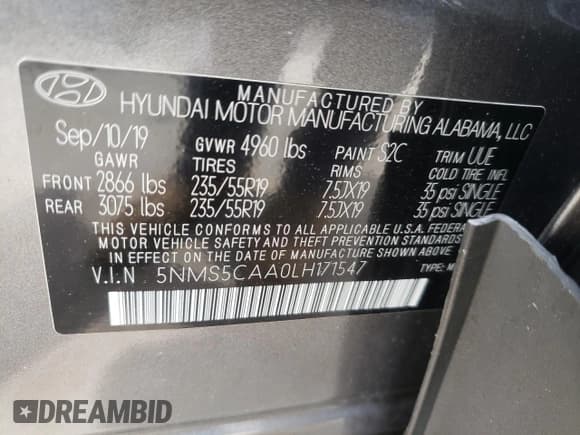 MANUFACTURED BY
HYUNDAI MOTOR MANUFACTURING ALABAMA, LLC
Sep/10/19 GVWR 4960 lbs PAINT S2C TRIM UUE
GAWR TIRES RIMS COLD TIRE INFL
FRONT 2866 lbs 235/55R19 7.5JX19 35 psi SINGLE
REAR 3075 lbs 235/55R19 7.5JX19 35 psi SINGLE
THIS VEHICLE CONFORMS TO ALL APPLICABLE U.S.A. FEDERAL
MOTOR VEHICLE SAFETY AND THEFT PREVENTION STANDARDS
IN EFFECT ON THE DATE OF MANUFACTURE SHOWN ABOVE.
V.I.N 5NMS5CAA0LH171547 TYPE:
DREAMBID